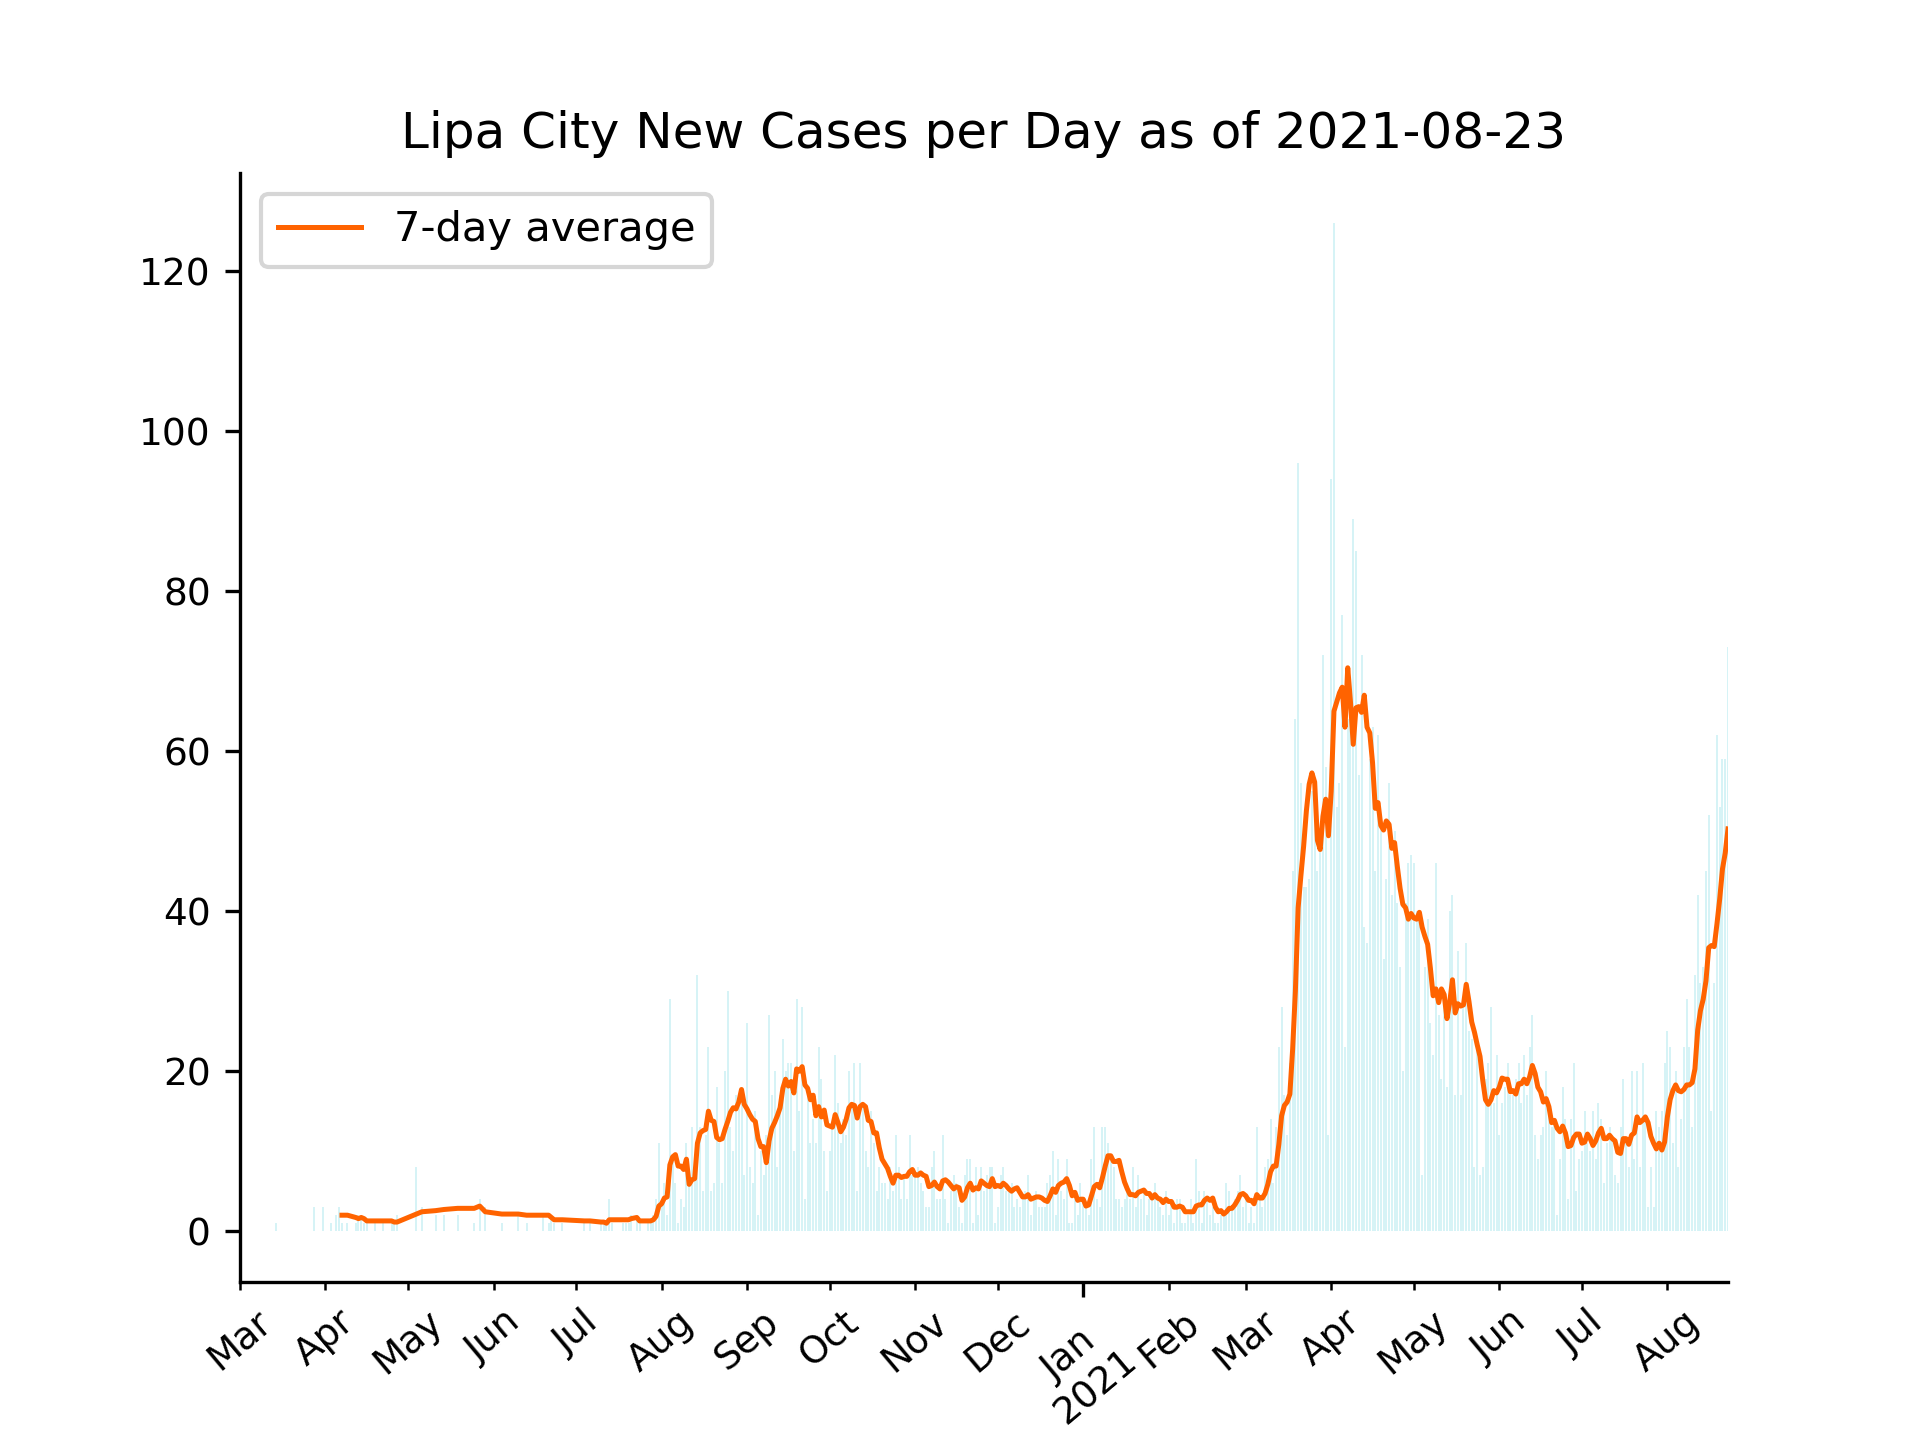 Lipa City New Cases per Day as of 2021-08-23
7-day average
120
100
80
60
40
20
0
Mar Apr May Jun Jul Aug Sep Oct Nov Dec Jan Feb Mar Apr May Jun Jul Aug
2021